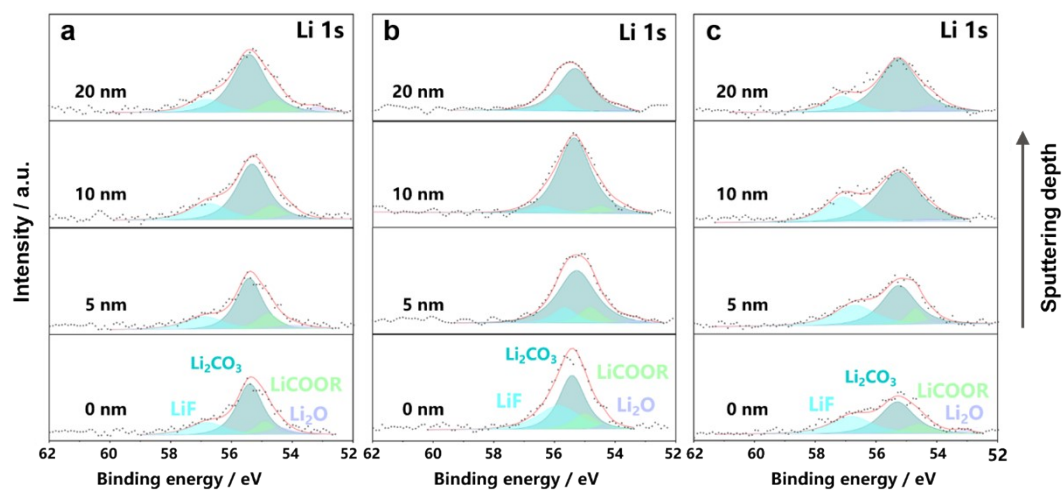 a
Li 1s
20 nm
10 nm
5 nm
Li₂CO₃
LiCOOR
LiF
Li₂O
0 nm
62 60 58 56 54 52
Binding energy / eV
Intensity / a.u.
b
Li 1s
20 nm
10 nm
5 nm
Li₂CO₃
LiCOOR
LiF
Li₂O
0 nm
62 60 58 56 54 52
Binding energy / eV
c
Li 1s
20 nm
10 nm
5 nm
Li₂CO₃
LiCOOR
LiF
Li₂O
0 nm
62 60 58 56 54 52
Binding energy / eV
Sputtering depth